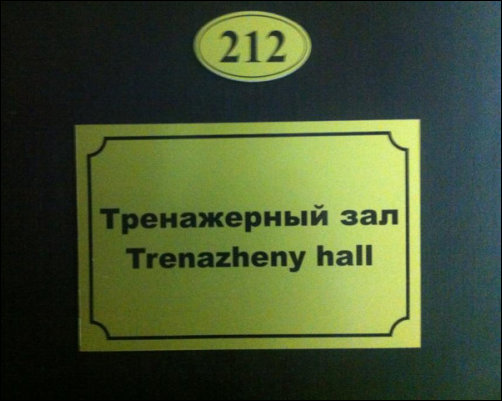 212
Тренажерный зал
Trenazheny hall